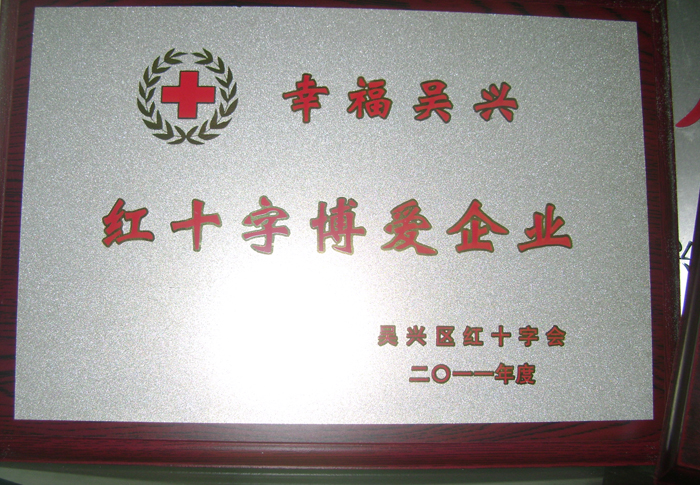 幸福吴兴
红十字博爱企业
吴兴区红十字会
二〇一一年度